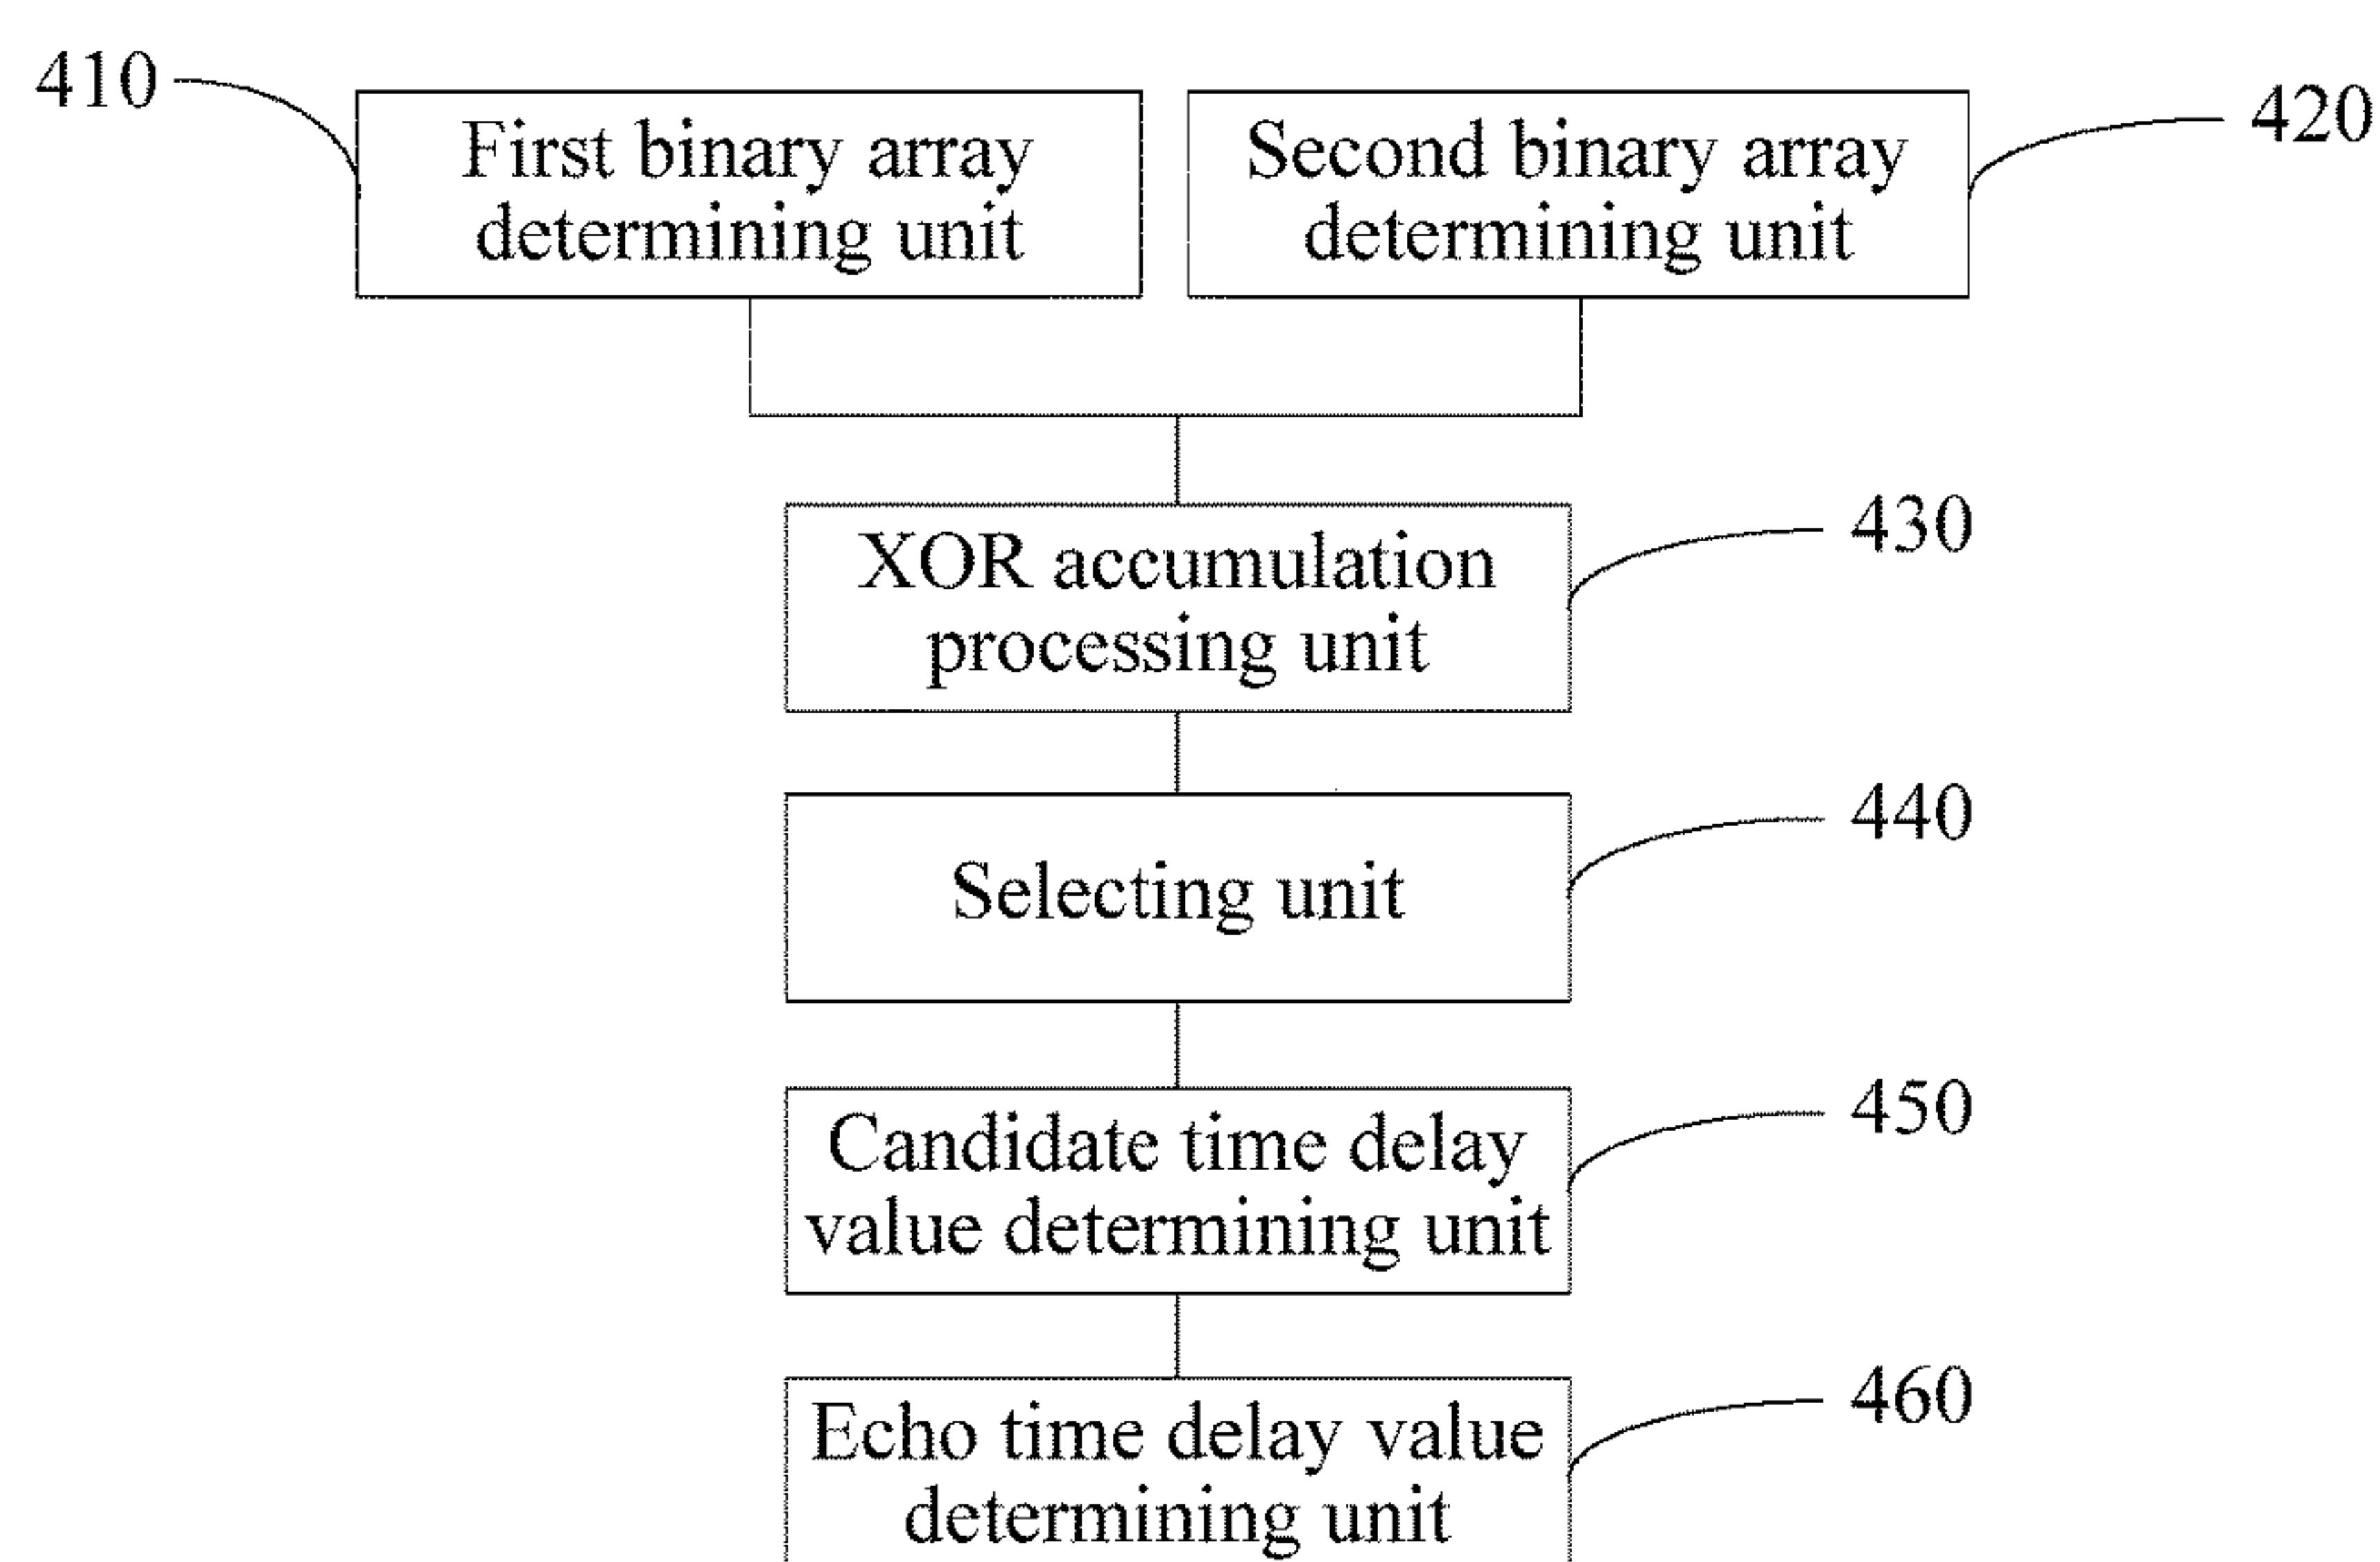 410
First binary array
determining unit
Second binary array
determining unit
420
XOR accumulation
processing unit
430
Selecting unit
440
Candidate time delay
value determining unit
450
Echo time delay value
determining unit
460